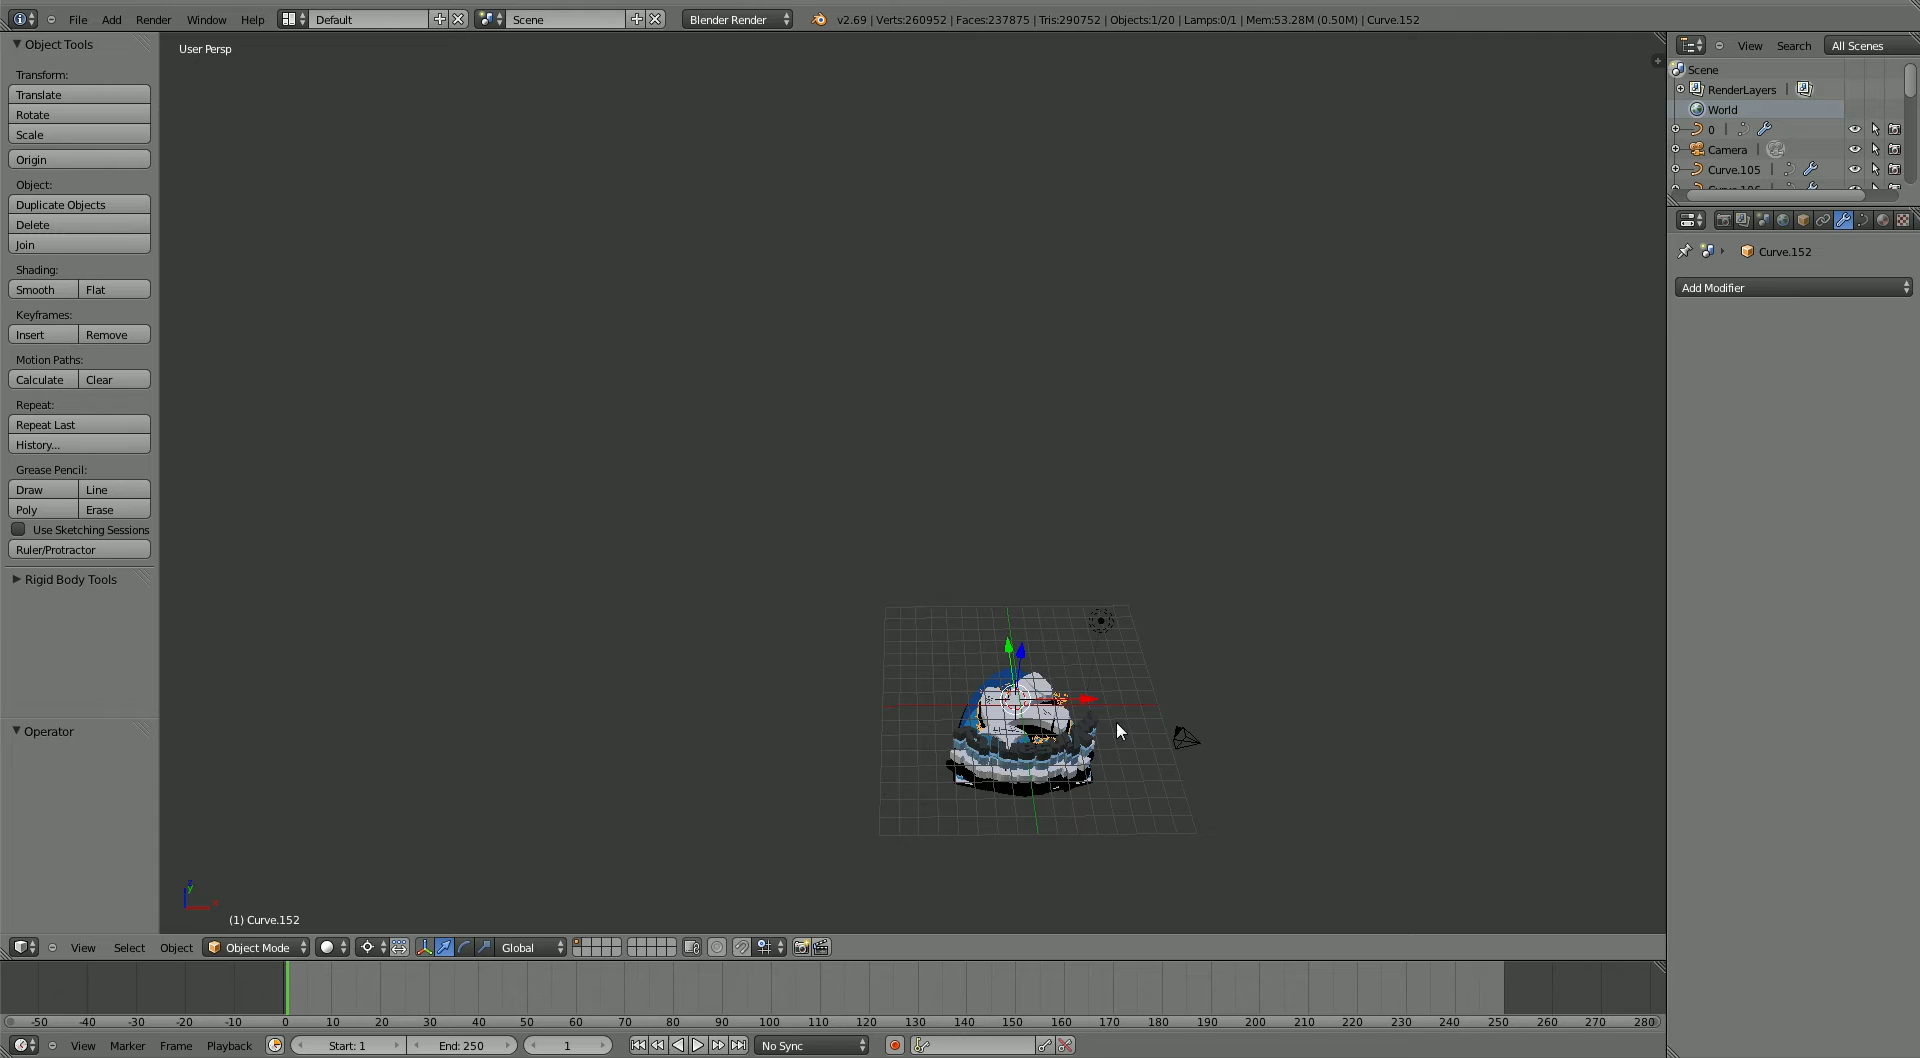 File Add Render Window Help Default Scene Blender Render v2.69 | Verts:260952 | Faces:237875 | Tris:290752 | Objects:1/20 | Lamps:0/1 | Mem:53.28M (0.50M) | Curve.152
Object Tools
Transform:
Translate
Rotate
Scale
Origin
Object:
Duplicate Objects
Delete
Join
Shading:
Smooth Flat
Keyframes:
Insert Remove
Motion Paths:
Calculate Clear
Repeat:
Repeat Last
History...
Grease Pencil:
Draw Line
Poly Erase
Use Sketching Sessions
Ruler/Protractor
Rigid Body Tools
Operator
User Persp
(1) Curve.152
View Search All Scenes
Scene
RenderLayers |
World
0 |
Camera |
Curve.105
Curve.152
Add Modifier
View Select Object Object Mode Global
-50 -40 -30 -20 -10 0 10 20 30 40 50 60 70 80 90 100 110 120 130 140 150 160 170 180 190 200 210 220 230 240 250 260 270 280
View Marker Frame Playback Start: 1 End: 250 1 No Sync